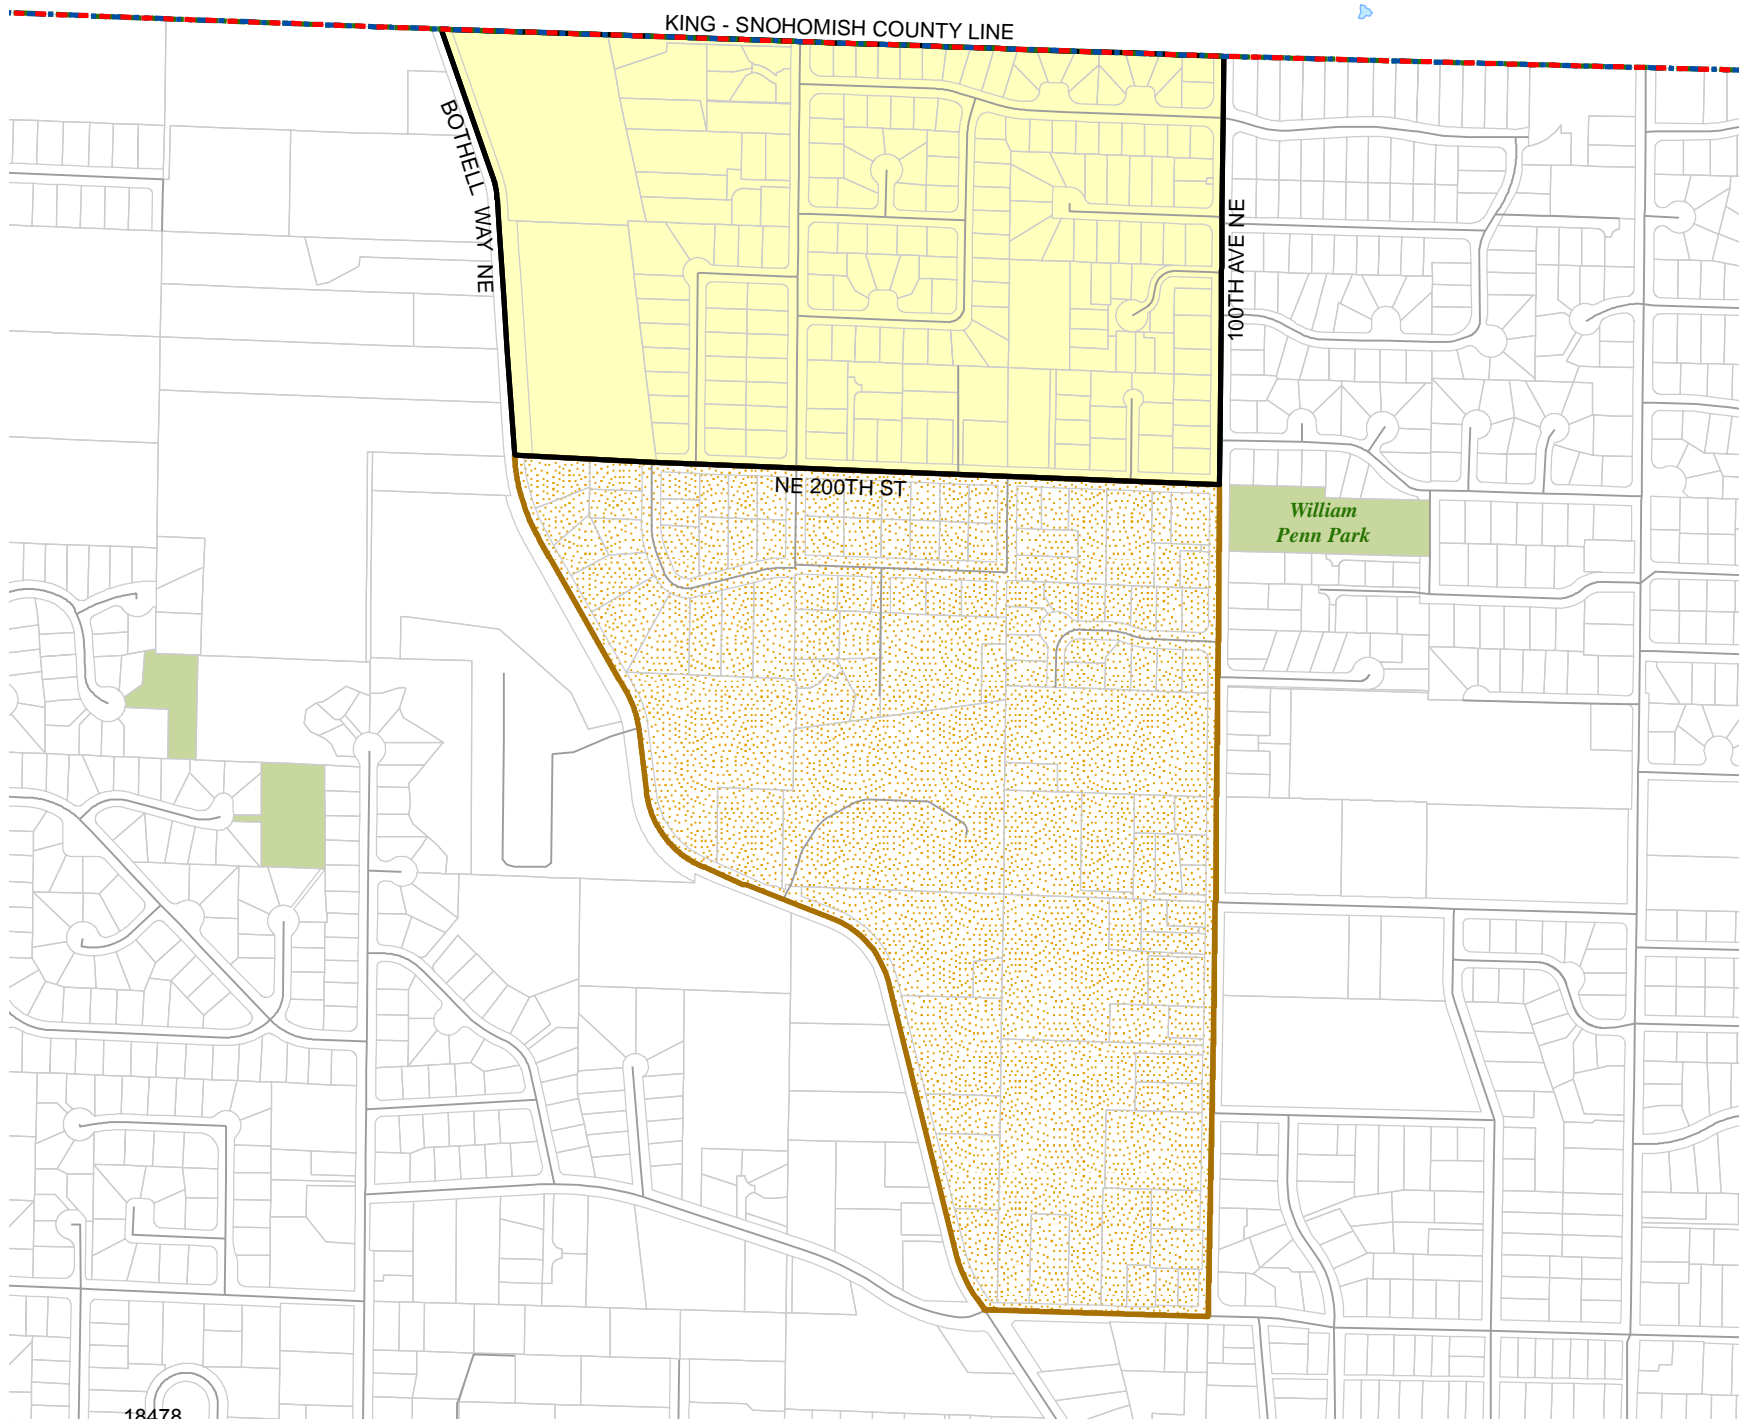 KING - SNOHOMISH COUNTY LINE
BOTHELL WAY NE
100TH AVE NE
NE 200TH ST
William
Penn Park
18478